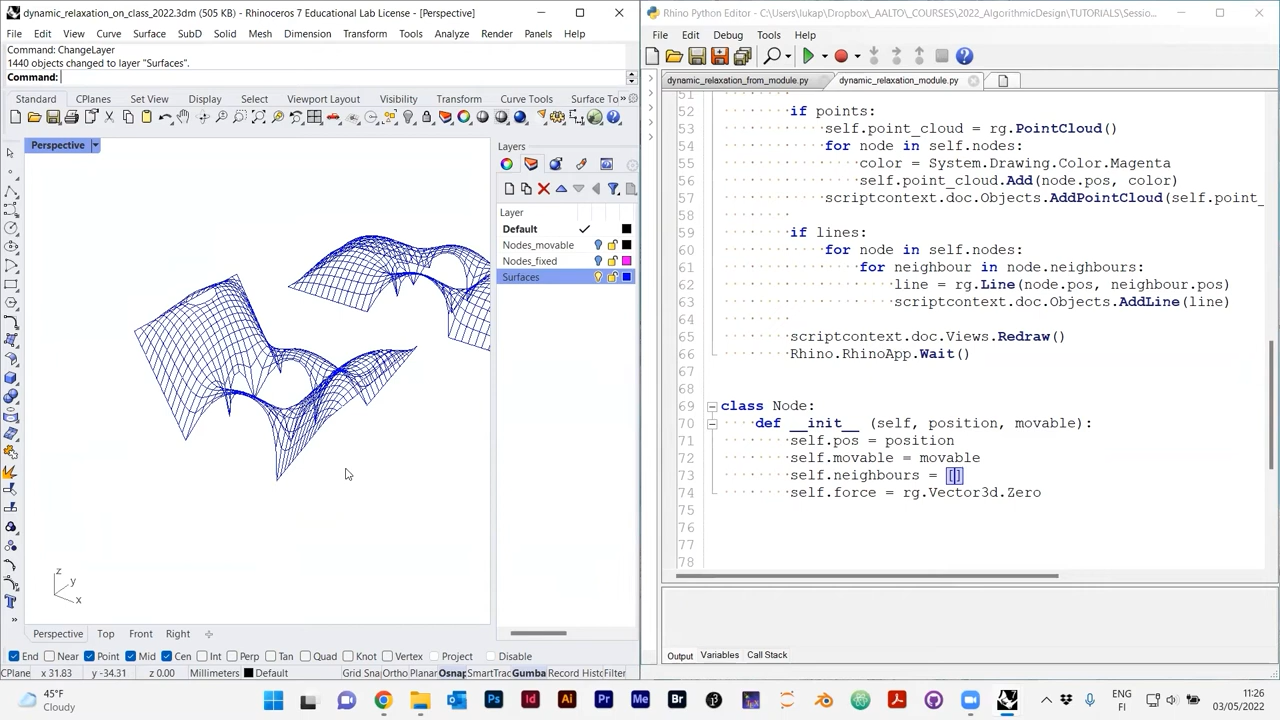 dynamic_relaxation_on_class_2022.3dm (505 KB) - Rhinoceros 7 Educational Lab License - [Perspective]
File Edit View Curve Surface SubD Solid Mesh Dimension Transform Tools Analyze Render Panels Help
Command: ChangeLayer
1440 objects changed to layer "Surfaces".
Command:
Standard CPlanes Set View Display Select Viewport Layout Visibility Transform Curve Tools Surface To »
Perspective
Layers
Layer
Default
Nodes_movable
Nodes_fixed
Surfaces
z
y
x
Perspective Top Front Right
End Near Point Mid Cen Int Perp Tan Quad Knot Vertex Project Disable
CPlane x 31.83 y -34.31 z 0.00 Millimeters Default Grid Snap Ortho Planar Osnap SmartTrac Gumba Record Histo Filter
Rhino Python Editor - C:\Users\lukap\Dropbox\_AALTO\_COURSES\2022_AlgorithmicDesign\TUTORIALS\Sessio...
File Edit Debug Tools Help
dynamic_relaxation_from_module.py dynamic_relaxation_module.py
51
52 if points:
53 self.point_cloud = rg.PointCloud()
54 for node in self.nodes:
55 color = System.Drawing.Color.Magenta
56 self.point_cloud.Add(node.pos, color)
57 scriptcontext.doc.Objects.AddPointCloud(self.point_
58
59 if lines:
60 for node in self.nodes:
61 for neighbour in node.neighbours:
62 line = rg.Line(node.pos, neighbour.pos)
63 scriptcontext.doc.Objects.AddLine(line)
64
65 scriptcontext.doc.Views.Redraw()
66 Rhino.RhinoApp.Wait()
67
68
69 class Node:
70 def __init__ (self, position, movable):
71 self.pos = position
72 self.movable = movable
73 self.neighbours = []
74 self.force = rg.Vector3d.Zero
75
76
77
78
Output Variables Call Stack
45°F
Cloudy
ENG
FI
11:26
03/05/2022